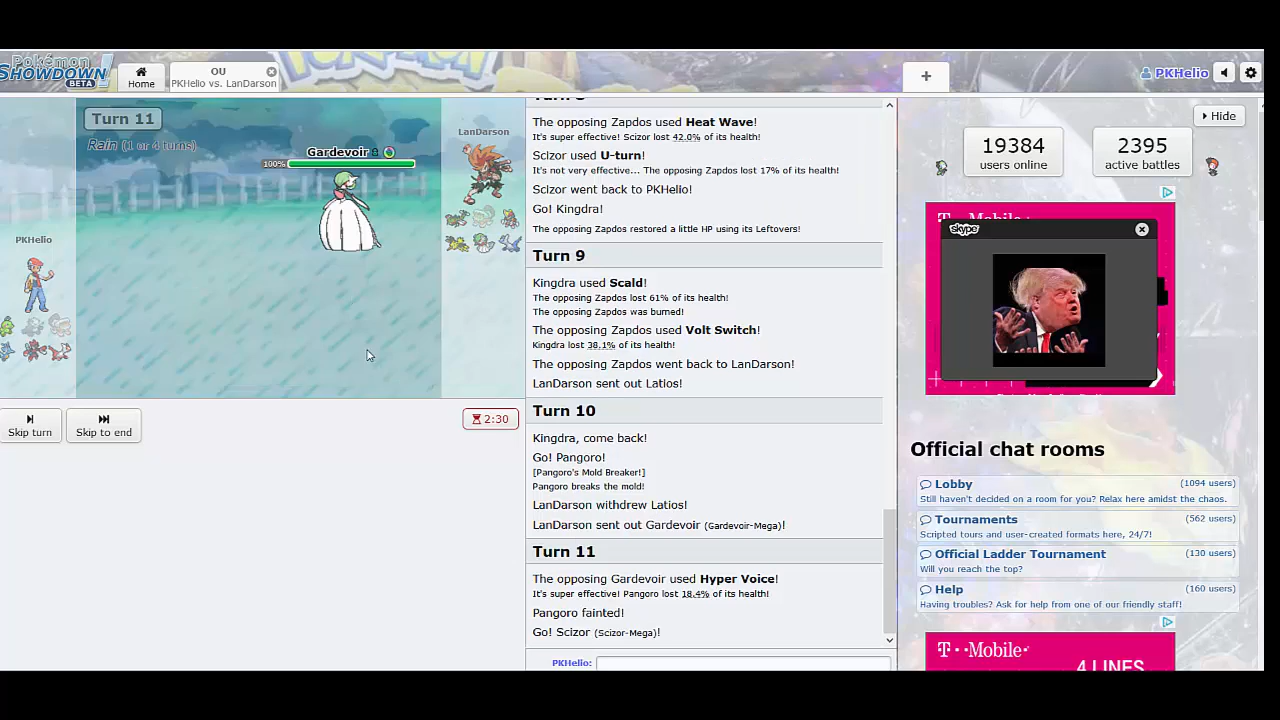 Pokémon
SHOWDOWN!
BETA
Home
OU
PKHelio vs. LanDarson
+
PKHelio
Turn 11
Rain (1 or 4 turns)
Gardevoir
100%
LanDarson
PKHelio
Skip turn
Skip to end
2:30
The opposing Zapdos used Heat Wave!
It's super effective! Scizor lost 42.0% of its health!
Scizor used U-turn!
It's not very effective... The opposing Zapdos lost 17% of its health!
Scizor went back to PKHelio!
Go! Kingdra!
The opposing Zapdos restored a little HP using its Leftovers!
Turn 9
Kingdra used Scald!
The opposing Zapdos lost 61% of its health!
The opposing Zapdos was burned!
The opposing Zapdos used Volt Switch!
Kingdra lost 38.1% of its health!
The opposing Zapdos went back to LanDarson!
LanDarson sent out Latios!
Turn 10
Kingdra, come back!
Go! Pangoro!
[Pangoro's Mold Breaker!]
Pangoro breaks the mold!
LanDarson withdrew Latios!
LanDarson sent out Gardevoir (Gardevoir-Mega)!
Turn 11
The opposing Gardevoir used Hyper Voice!
It's super effective! Pangoro lost 18.4% of its health!
Pangoro fainted!
Go! Scizor (Scizor-Mega)!
PKHelio:
Hide
19384
users online
2395
active battles
skype
Official chat rooms
Lobby (1094 users)
Still haven't decided on a room for you? Relax here amidst the chaos.
Tournaments (562 users)
Scripted tours and user-created formats here, 24/7!
Official Ladder Tournament (130 users)
Will you reach the top?
Help (160 users)
Having troubles? Ask for help from one of our friendly staff!
T··Mobile·
4 LINES